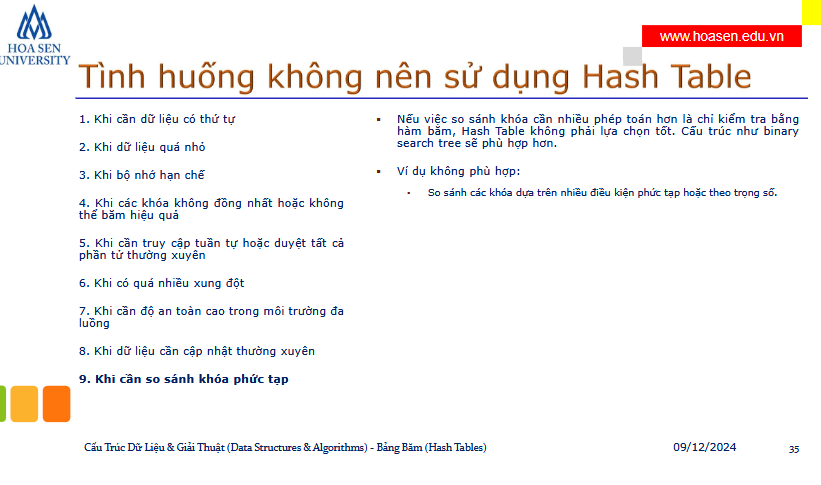 HOA SEN
UNIVERSITY
www.hoasen.edu.vn
Tình huống không nên sử dụng Hash Table
1. Khi cần dữ liệu có thứ tự
2. Khi dữ liệu quá nhỏ
3. Khi bộ nhớ hạn chế
4. Khi các khóa không đồng nhất hoặc không
thể băm hiệu quả
5. Khi cần truy cập tuần tự hoặc duyệt tất cả
phần tử thường xuyên
6. Khi có quá nhiều xung đột
7. Khi cần độ an toàn cao trong môi trường đa
luồng
8. Khi dữ liệu cần cập nhật thường xuyên
9. Khi cần so sánh khóa phức tạp
▪ Nếu việc so sánh khóa cần nhiều phép toán hơn là chỉ kiểm tra bằng
hàm băm, Hash Table không phải lựa chọn tốt. Cấu trúc như binary
search tree sẽ phù hợp hơn.
▪ Ví dụ không phù hợp:
• So sánh các khóa dựa trên nhiều điều kiện phức tạp hoặc theo trọng số.
Cấu Trúc Dữ Liệu & Giải Thuật (Data Structures & Algorithms) - Bảng Băm (Hash Tables)
09/12/2024
35